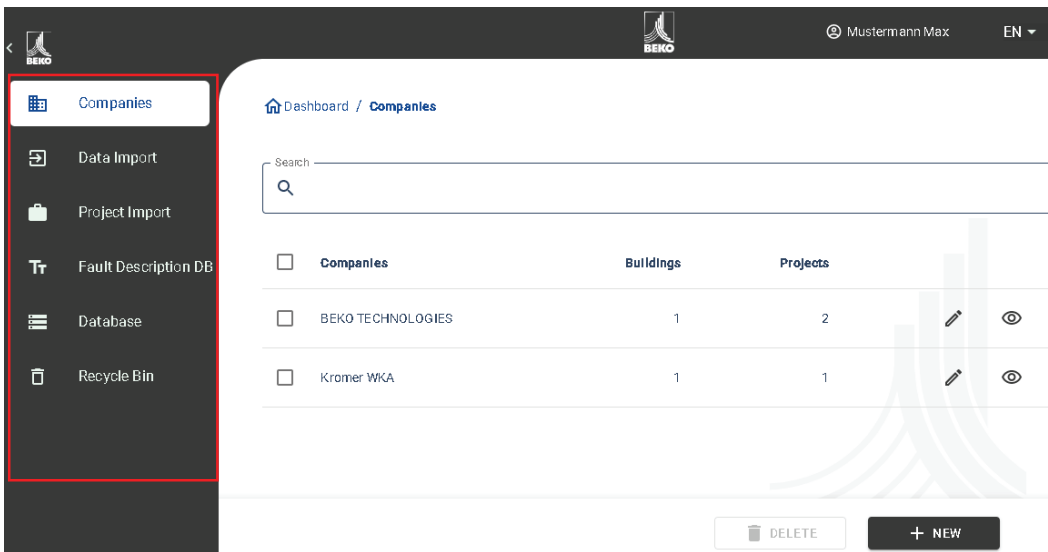 BEKO
BEKO
Mustermann Max
EN
Companies
Data Import
Project Import
Fault Description DB
Database
Recycle Bin
Dashboard / Companies
Search
Companies Buildings Projects
BEKO TECHNOLOGIES 1 2
Kromer WKA 1 1
DELETE
+ NEW